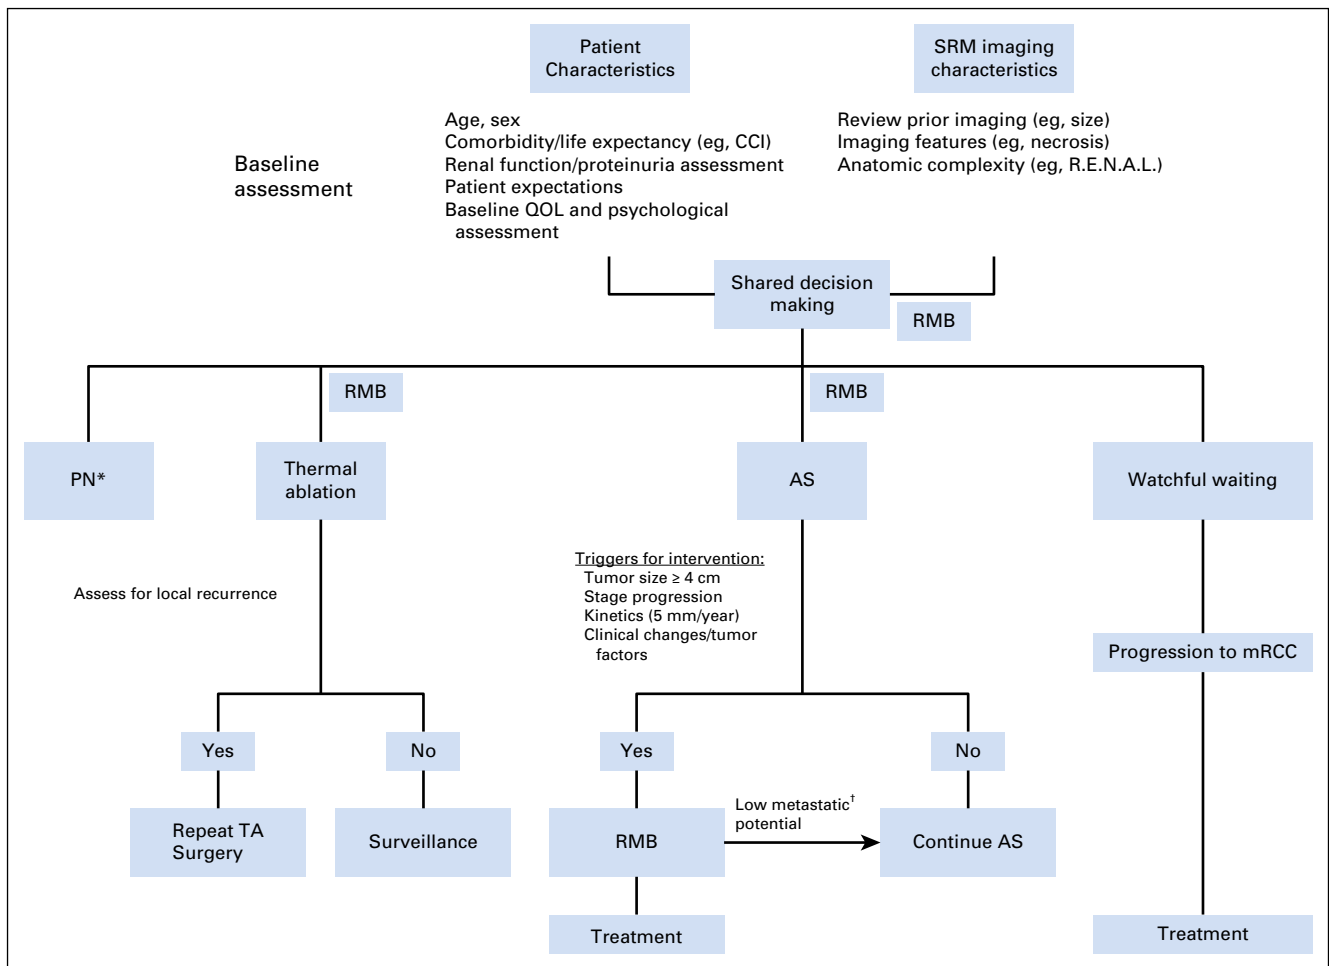 Patient
Characteristics
SRM imaging
characteristics
Baseline
assessment
Age, sex
Comorbidity/life expectancy (eg, CCI)
Renal function/proteinuria assessment
Patient expectations
Baseline QOL and psychological
assessment
Review prior imaging (eg, size)
Imaging features (eg, necrosis)
Anatomic complexity (eg, R.E.N.A.L.)
Shared decision
making
RMB
RMB
RMB
PN*
Thermal
ablation
AS
Watchful waiting
Assess for local recurrence
Triggers for intervention:
Tumor size ≥ 4 cm
Stage progression
Kinetics (5 mm/year)
Clinical changes/tumor
factors
Progression to mRCC
Yes
No
Yes
No
Repeat TA
Surgery
Surveillance
RMB
Low metastatic†
potential
Continue AS
Treatment
Treatment